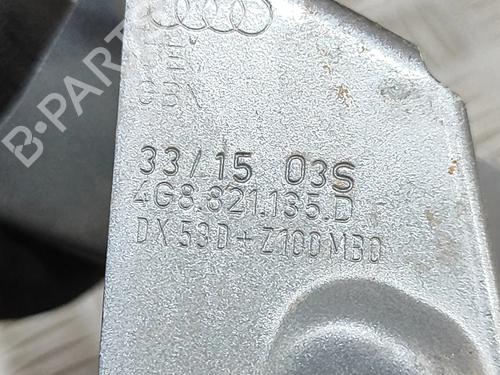 B-PARTS
33/15 03S
4G8.821.135.D
DX53D+Z100MBO